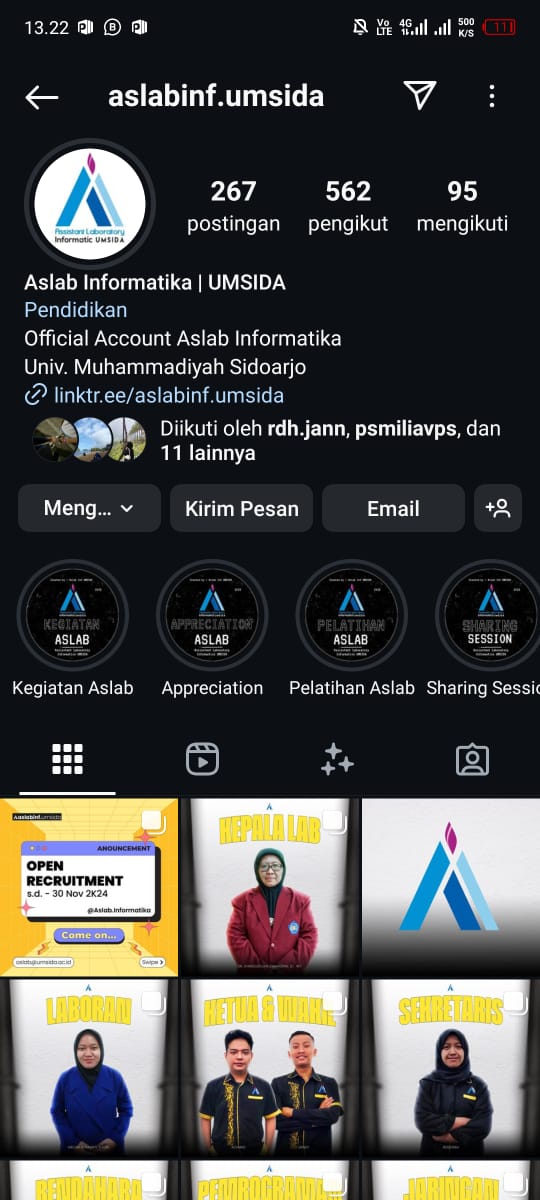 13.22
Vo LTE 4G 500 K/S 11
aslabinf.umsida
267 562 95
postingan pengikut mengikuti
Assistant Laboratory
Informatic UMSIDA
Aslab Informatika | UMSIDA
Pendidikan
Official Account Aslab Informatika
Univ. Muhammadiyah Sidoarjo
linktr.ee/aslabinf.umsida
Diikuti oleh rdh.jann, psmiliavps, dan
11 lainnya
Meng... Kirim Pesan Email
KEGIATAN ASLAB
APPRECIATION ASLAB
PELATIHAN ASLAB
SHARING SESSION
Kegiatan Aslab Appreciation Pelatihan Aslab Sharing Sessio
Aslabinf.umsida
ANOUNCEMENT
OPEN
RECRUITMENT
s.d. - 30 Nov 2K24
@Aslab.Informatika
Come on...
aslab@umsida.ac.id Swipe
KEPALA LAB
LABORAN
KETUA & WAKIL
SEKRETARIS
BENDAHARA
JARINGAN